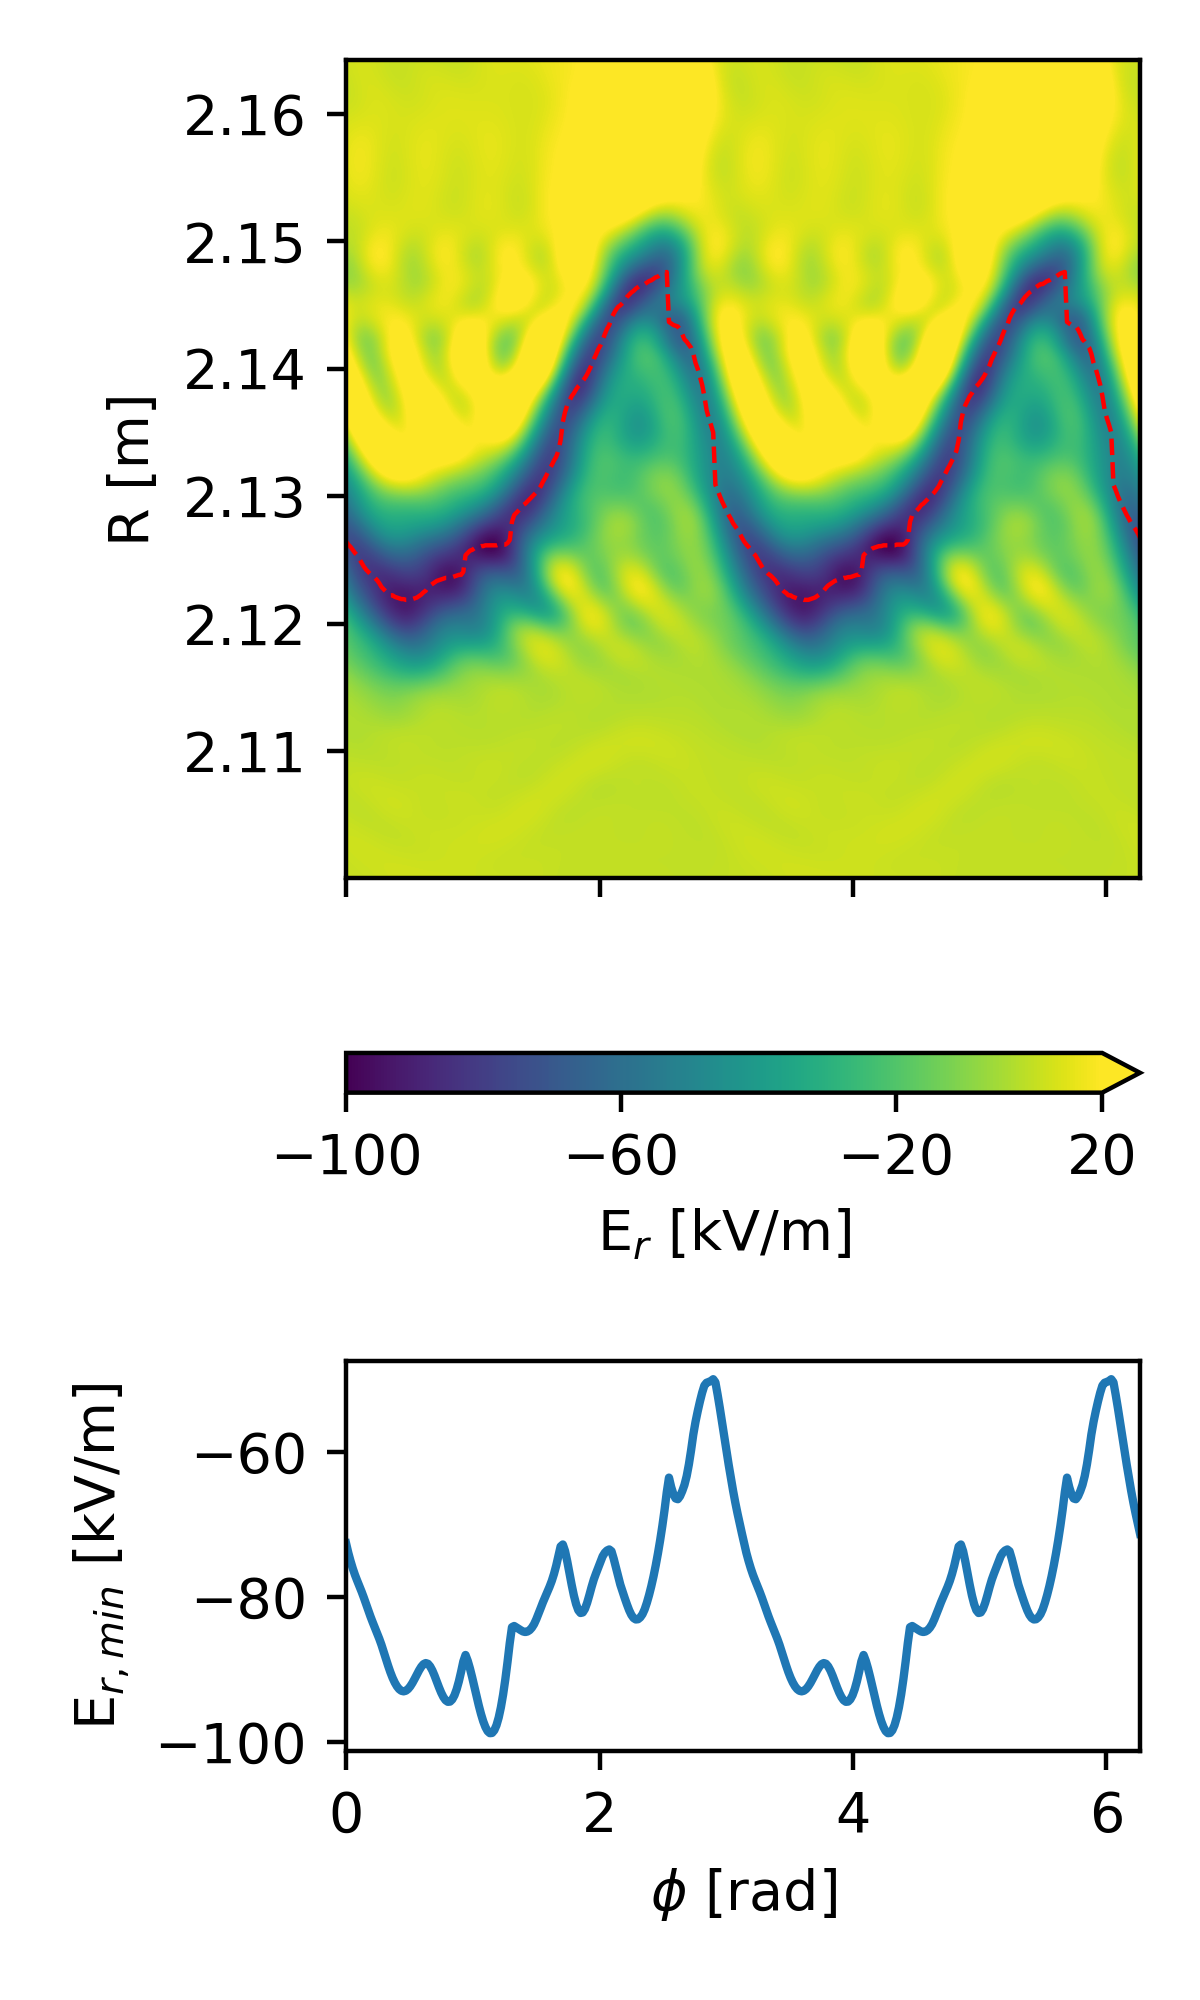 2.16
2.15
2.14
2.13
2.12
2.11
R [m]
−100 −60 −20 20
E_r [kV/m]
−60
−80
−100
E_{r, min} [kV/m]
0 2 4 6
ϕ [rad]